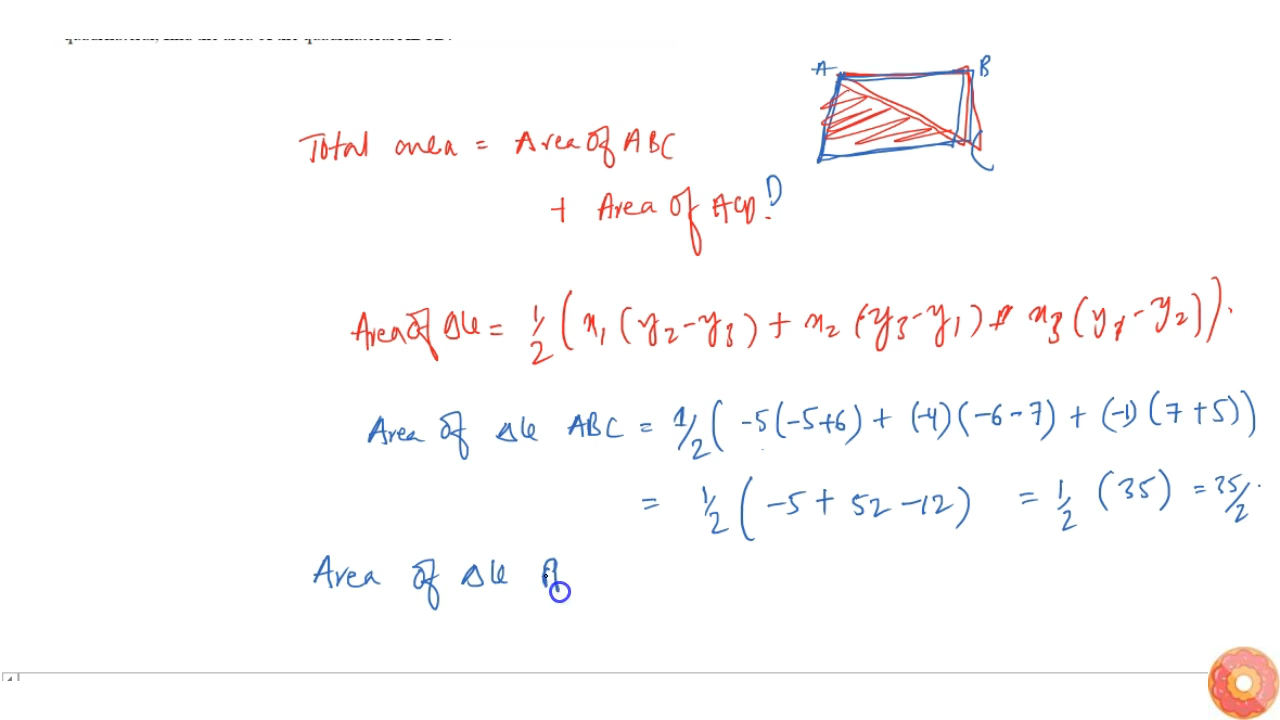 A B
C
Total area = Area of ABC
+ Area of ACD. D
Area of Δle = 1/2 (x1 (y2 - y3) + x2 (y3 - y1) + x3 (y1 - y2)).
Area of Δle ABC = 1/2 ( -5(-5+6) + (-4)(-6-7) + (-1)(7+5))
= 1/2 ( -5 + 52 -12) = 1/2 (35) = 35/2.
Area of Δle A